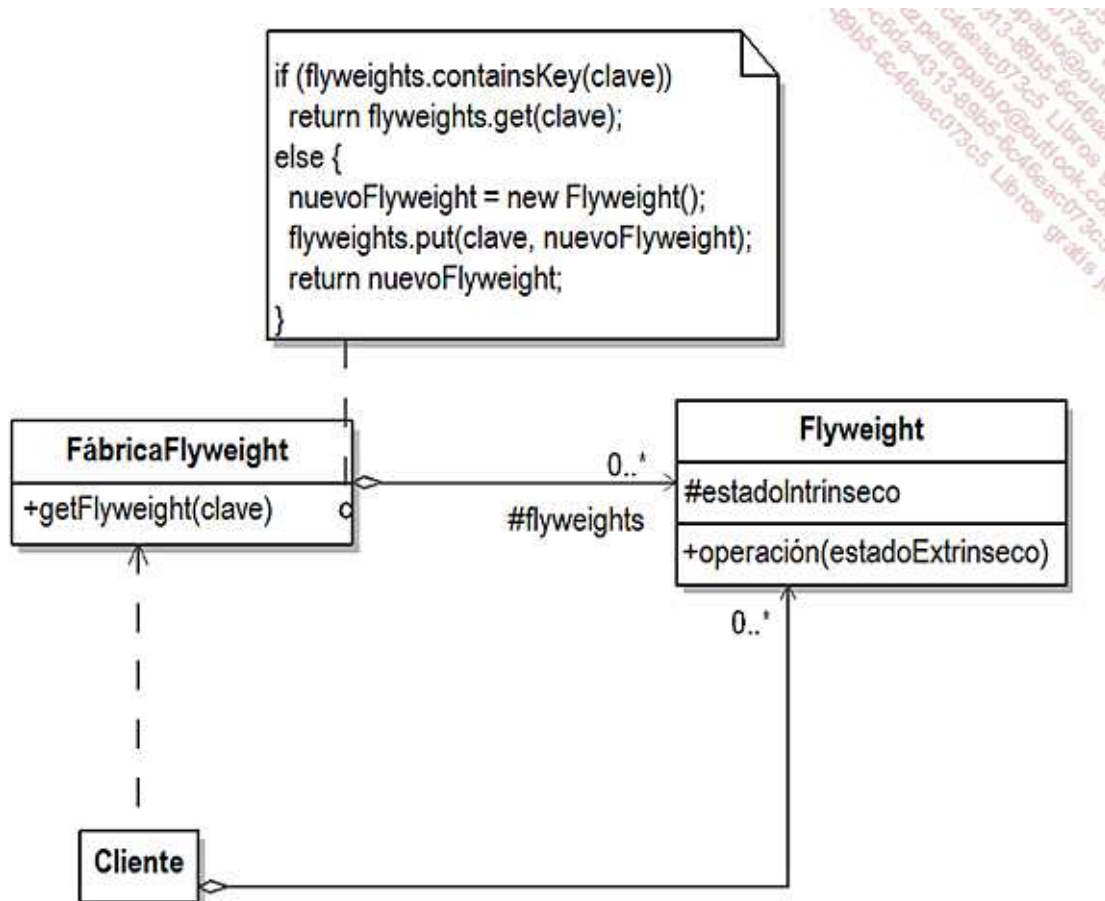 if (flyweights.containsKey(clave))
return flyweights.get(clave);
else {
nuevoFlyweight = new Flyweight();
flyweights.put(clave, nuevoFlyweight);
return nuevoFlyweight;
}
FábricaFlyweight
+getFlyweight(clave)
0..*
#flyweights
Flyweight
#estadoIntrinseco
+operación(estadoExtrinseco)
0..*
Cliente